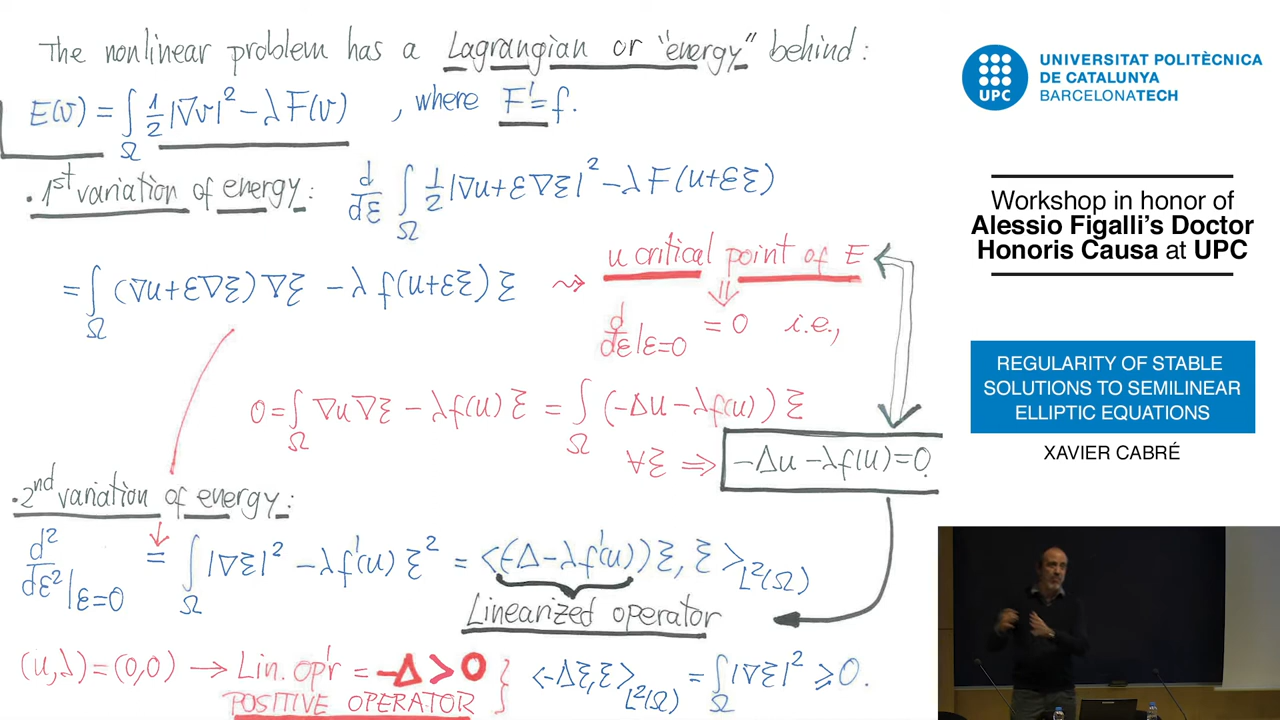 The nonlinear problem has a Lagrangian or "energy" behind:
E(v) = ∫_Ω 1/2 |∇v|² - λ F(v) , where F' = f.
• 1st variation of energy: d/dε ∫_Ω 1/2 |∇u+ε∇ξ|² - λ F(u+εξ)
= ∫_Ω (∇u+ε∇ξ) ∇ξ - λ f(u+εξ) ξ ⇝ u critical point of E
⇓
d/dε|ε=0 = 0 i.e.,
0 = ∫_Ω ∇u ∇ξ - λf(u) ξ = ∫_Ω (-Δu - λf(u)) ξ
∀ξ ⇒ -Δu - λf(u) = 0.
• 2nd variation of energy:
d²/dε²|ε=0 = ∫_Ω |∇ξ|² - λf'(u) ξ² = <(-Δ - λf'(u)) ξ, ξ>_L²(Ω)
Linearized operator
(u,λ) = (0,0) → Lin. op'r = -Δ > 0 } <-Δξ,ξ>_L²(Ω) = ∫_Ω |∇ξ|² ≥ 0.
POSITIVE OPERATOR
UPC
UNIVERSITAT POLITÈCNICA
DE CATALUNYA
BARCELONATECH
Workshop in honor of
Alessio Figalli's Doctor
Honoris Causa at UPC
REGULARITY OF STABLE
SOLUTIONS TO SEMILINEAR
ELLIPTIC EQUATIONS
XAVIER CABRÉ